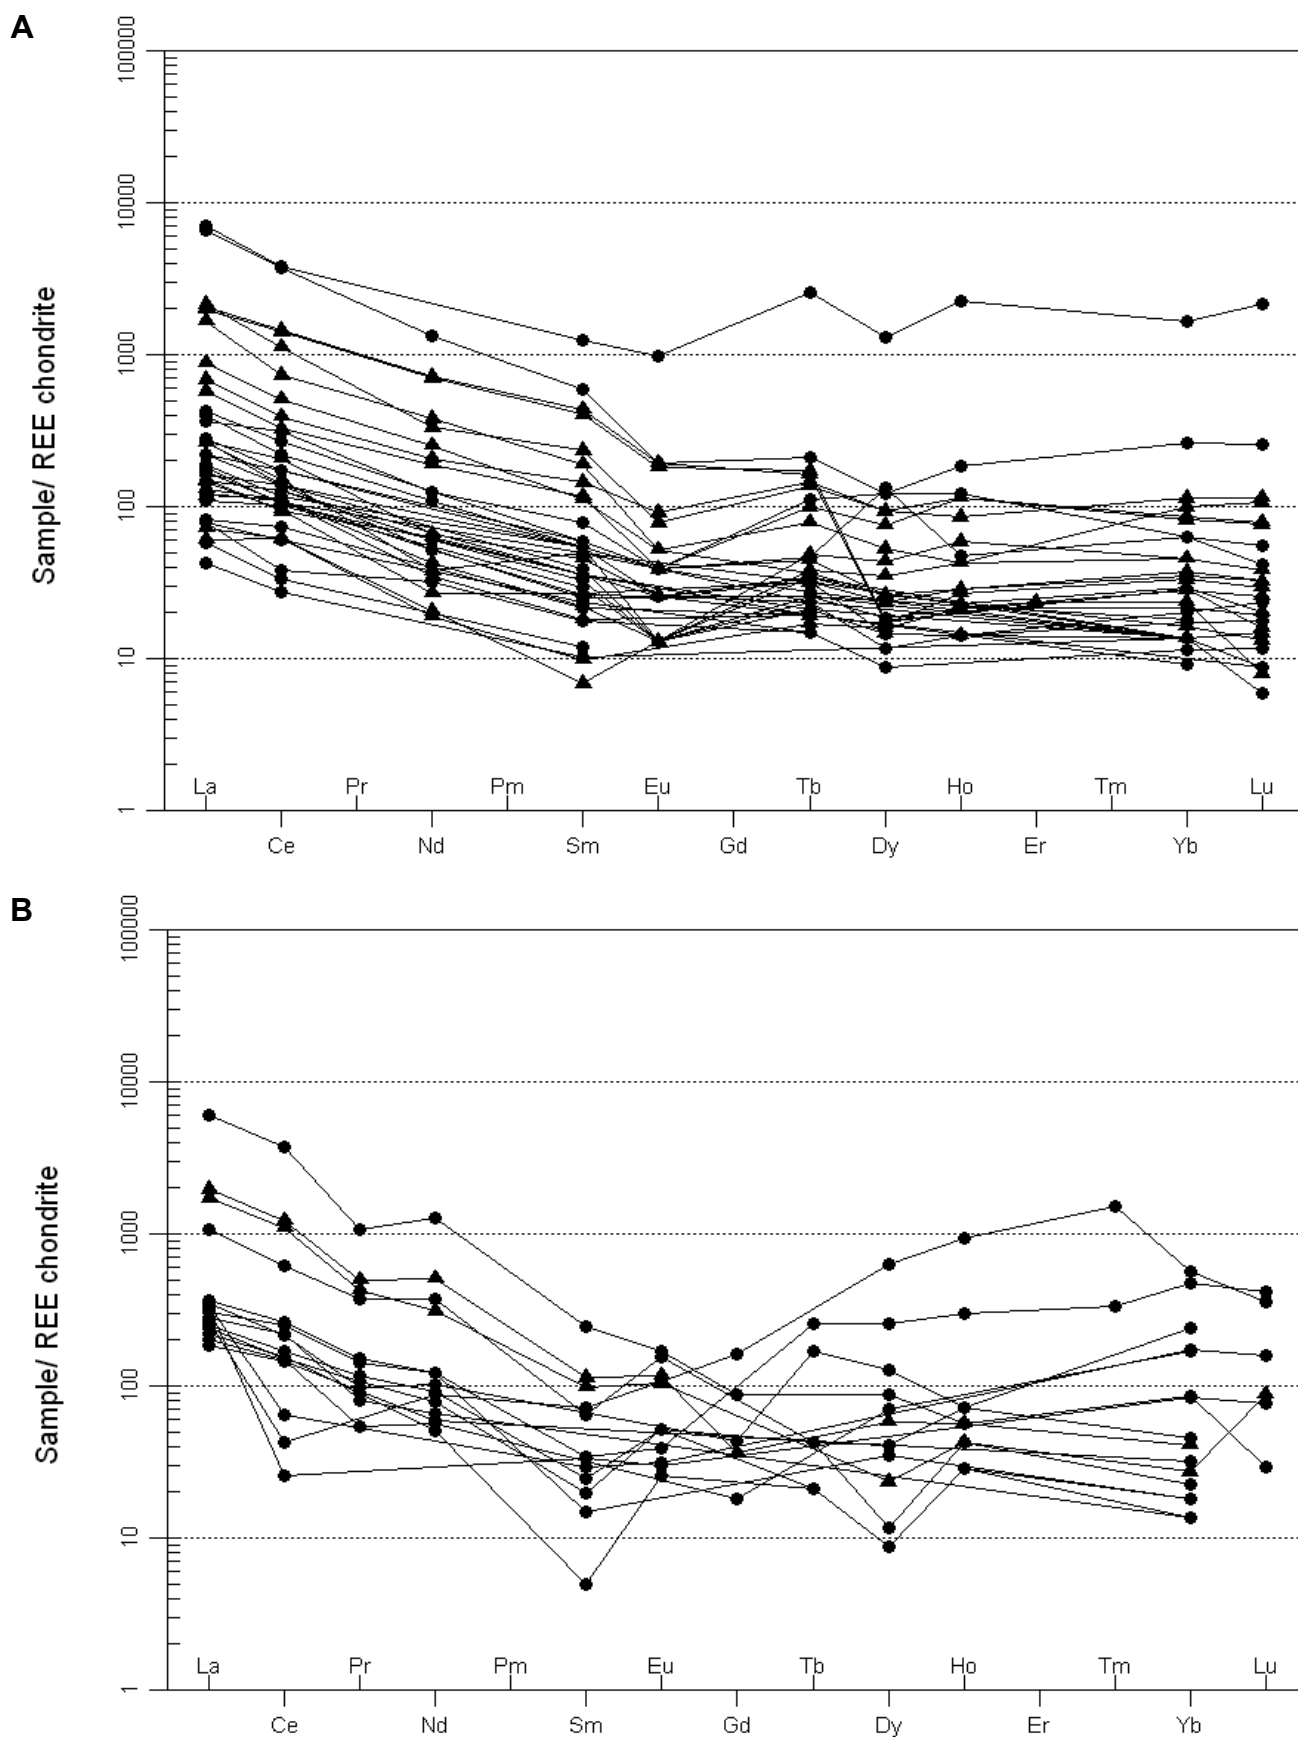 A
100000
10000
1000
100
10
1
Sample/ REE chondrite
La Pr Pm Eu Tb Ho Tm Lu
Ce Nd Sm Gd Dy Er Yb
B
100000
10000
1000
100
10
1
Sample/ REE chondrite
La Pr Pm Eu Tb Ho Tm Lu
Ce Nd Sm Gd Dy Er Yb